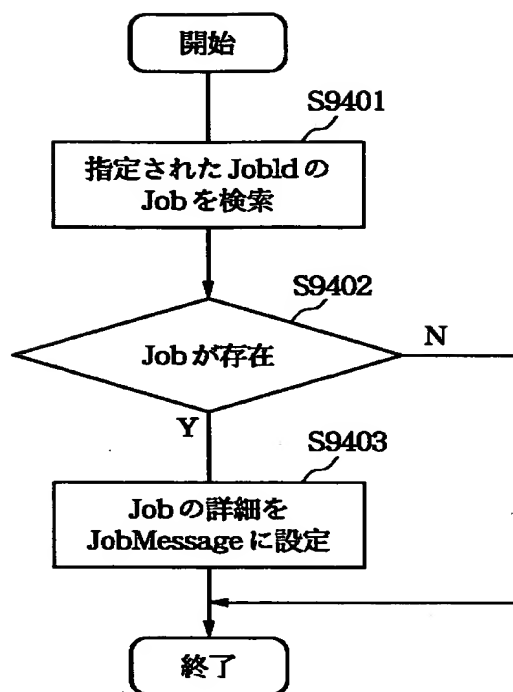 開始
S9401
指定されたJobIdの
Jobを検索
S9402
Jobが存在
N
Y
S9403
Jobの詳細を
JobMessageに設定
終了